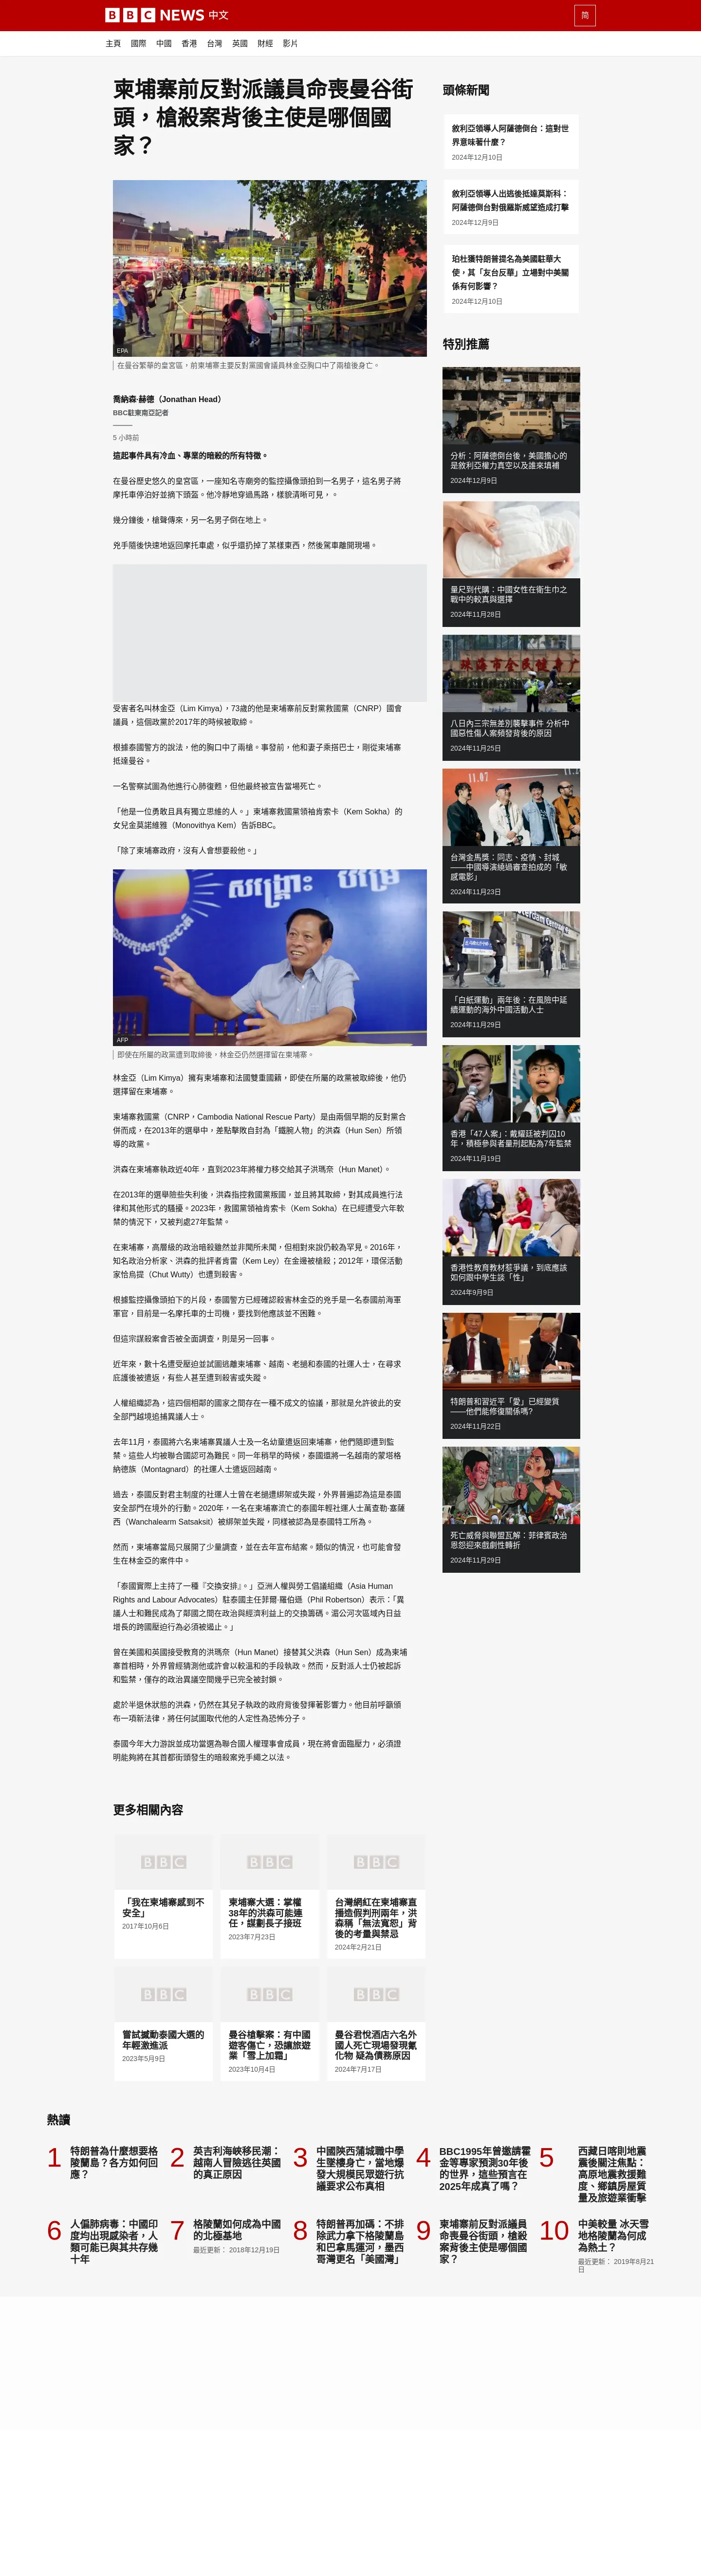 BBC NEWS 中文
简
主頁 國際 中國 香港 台灣 英國 財經 影片
柬埔寨前反對派議員命喪曼谷街
頭，槍殺案背後主使是哪個國
家？
EPA
在曼谷繁華的皇宮區，前柬埔寨主要反對黨國會議員林金亞胸口中了兩槍後身亡。
喬納森·赫德（Jonathan Head）
BBC駐東南亞記者
5 小時前
這起事件具有冷血、專業的暗殺的所有特徵。
在曼谷歷史悠久的皇宮區，一座知名寺廟旁的監控攝像頭拍到一名男子，這名男子將
摩托車停泊好並摘下頭盔。他冷靜地穿過馬路，樣貌清晰可見，。
幾分鐘後，槍聲傳來，另一名男子倒在地上。
兇手隨後快速地返回摩托車處，似乎還扔掉了某樣東西，然後駕車離開現場。
受害者名叫林金亞（Lim Kimya），73歲的他是柬埔寨前反對黨救國黨（CNRP）國會
議員，這個政黨於2017年的時候被取締。
根據泰國警方的說法，他的胸口中了兩槍。事發前，他和妻子乘搭巴士，剛從柬埔寨
抵達曼谷。
一名警察試圖為他進行心肺復甦，但他最終被宣告當場死亡。
「他是一位勇敢且具有獨立思維的人。」柬埔寨救國黨領袖肯索卡（Kem Sokha）的
女兒金莫諾維雅（Monovithya Kem）告訴BBC。
「除了柬埔寨政府，沒有人會想要殺他。」
AFP
即使在所屬的政黨遭到取締後，林金亞仍然選擇留在柬埔寨。
林金亞（Lim Kimya）擁有柬埔寨和法國雙重國籍，即使在所屬的政黨被取締後，他仍
選擇留在柬埔寨。
柬埔寨救國黨（CNRP，Cambodia National Rescue Party）是由兩個早期的反對黨合
併而成，在2013年的選舉中，差點擊敗自封為「鐵腕人物」的洪森（Hun Sen）所領
導的政黨。
洪森在柬埔寨執政近40年，直到2023年將權力移交給其子洪瑪奈（Hun Manet）。
在2013年的選舉險些失利後，洪森指控救國黨叛國，並且將其取締，對其成員進行法
律和其他形式的騷擾。2023年，救國黨領袖肯索卡（Kem Sokha）在已經遭受六年軟
禁的情況下，又被判處27年監禁。
在柬埔寨，高層級的政治暗殺雖然並非聞所未聞，但相對來說仍較為罕見。2016年，
知名政治分析家、洪森的批評者肯雷（Kem Ley）在金邊被槍殺；2012年，環保活動
家恰烏提（Chut Wutty）也遭到殺害。
根據監控攝像頭拍下的片段，泰國警方已經確認殺害林金亞的兇手是一名泰國前海軍
軍官，目前是一名摩托車的士司機，要找到他應該並不困難。
但這宗謀殺案會否被全面調查，則是另一回事。
近年來，數十名遭受壓迫並試圖逃離柬埔寨、越南、老撾和泰國的社運人士，在尋求
庇護後被遣返，有些人甚至遭到殺害或失蹤。
人權組織認為，這四個相鄰的國家之間存在一種不成文的協議，那就是允許彼此的安
全部門越境追捕異議人士。
去年11月，泰國將六名柬埔寨異議人士及一名幼童遣返回柬埔寨，他們隨即遭到監
禁。這些人均被聯合國認可為難民。同一年稍早的時候，泰國還將一名越南的蒙塔格
納德族（Montagnard）的社運人士遣返回越南。
過去，泰國反對君主制度的社運人士曾在老撾遭綁架或失蹤，外界普遍認為這是泰國
安全部門在境外的行動。2020年，一名在柬埔寨流亡的泰國年輕社運人士萬查勒·塞薩
西（Wanchalearm Satsaksit）被綁架並失蹤，同樣被認為是泰國特工所為。
然而，柬埔寨當局只展開了少量調查，並在去年宣布結案。類似的情況，也可能會發
生在林金亞的案件中。
「泰國實際上主持了一種『交換安排』。」亞洲人權與勞工倡議組織（Asia Human
Rights and Labour Advocates）駐泰國主任菲爾·羅伯遜（Phil Robertson）表示：「異
議人士和難民成為了鄰國之間在政治與經濟利益上的交換籌碼。湄公河次區域內日益
增長的跨國壓迫行為必須被遏止。」
曾在美國和英國接受教育的洪瑪奈（Hun Manet）接替其父洪森（Hun Sen）成為柬埔
寨首相時，外界曾經猜測他或許會以較溫和的手段執政。然而，反對派人士仍被起訴
和監禁，僅存的政治異議空間幾乎已完全被封鎖。
處於半退休狀態的洪森，仍然在其兒子執政的政府背後發揮著影響力。他目前呼籲頒
布一項新法律，將任何試圖取代他的人定性為恐怖分子。
泰國今年大力游說並成功當選為聯合國人權理事會成員，現在將會面臨壓力，必須證
明能夠將在其首都街頭發生的暗殺案兇手繩之以法。
頭條新聞
敘利亞領導人阿薩德倒台：這對世
界意味著什麼？
2024年12月10日
敘利亞領導人出逃後抵達莫斯科：
阿薩德倒台對俄羅斯威望造成打擊
2024年12月9日
珀杜獲特朗普提名為美國駐華大
使，其「友台反華」立場對中美關
係有何影響？
2024年12月10日
特別推薦
分析：阿薩德倒台後，美國擔心的
是敘利亞權力真空以及誰來填補
2024年12月9日
量尺到代購：中國女性在衛生巾之
戰中的較真與選擇
2024年11月28日
珠海市全民健身广
八日內三宗無差別襲擊事件 分析中
國惡性傷人案頻發背後的原因
2024年11月25日
11.07
台灣金馬獎：同志、疫情、封城
——中國導演繞過審查拍成的「敏
感電影」
2024年11月23日
「白紙運動」兩年後：在風險中延
續運動的海外中國活動人士
2024年11月29日
香港「47人案」：戴耀廷被判囚10
年，積極參與者量刑起點為7年監禁
2024年11月19日
香港性教育教材惹爭議，到底應該
如何跟中學生談「性」
2024年9月9日
特朗普和習近平「愛」已經變質
——他們能修復關係嗎?
2024年11月22日
死亡威脅與聯盟瓦解：菲律賓政治
恩怨迎來戲劇性轉折
2024年11月29日
更多相關內容
BBC
「我在柬埔寨感到不
安全」
2017年10月6日
BBC
柬埔寨大選：掌權
38年的洪森可能連
任，謀劃長子接班
2023年7月23日
BBC
台灣網紅在柬埔寨直
播造假判刑兩年，洪
森稱「無法寬恕」背
後的考量與禁忌
2024年2月21日
BBC
嘗試撼動泰國大選的
年輕激進派
2023年5月9日
BBC
曼谷槍擊案：有中國
遊客傷亡，恐讓旅遊
業「雪上加霜」
2023年10月4日
BBC
曼谷君悅酒店六名外
國人死亡現場發現氰
化物 疑為債務原因
2024年7月17日
熱讀
1 特朗普為什麼想要格
陵蘭島？各方如何回
應？
2 英吉利海峽移民潮：
越南人冒險逃往英國
的真正原因
3 中國陝西蒲城職中學
生墜樓身亡，當地爆
發大規模民眾遊行抗
議要求公布真相
4 BBC1995年曾邀請霍
金等專家預測30年後
的世界，這些預言在
2025年成真了嗎？
5 西藏日喀則地震
震後關注焦點：
高原地震救援難
度、鄉鎮房屋質
量及旅遊業衝擊
6 人偏肺病毒：中國印
度均出現感染者，人
類可能已與其共存幾
十年
7 格陵蘭如何成為中國
的北極基地
最近更新： 2018年12月19日
8 特朗普再加碼：不排
除武力拿下格陵蘭島
和巴拿馬運河，墨西
哥灣更名「美國灣」
9 柬埔寨前反對派議員
命喪曼谷街頭，槍殺
案背後主使是哪個國
家？
10 中美較量 冰天雪
地格陵蘭為何成
為熱土？
最近更新： 2019年8月21
日